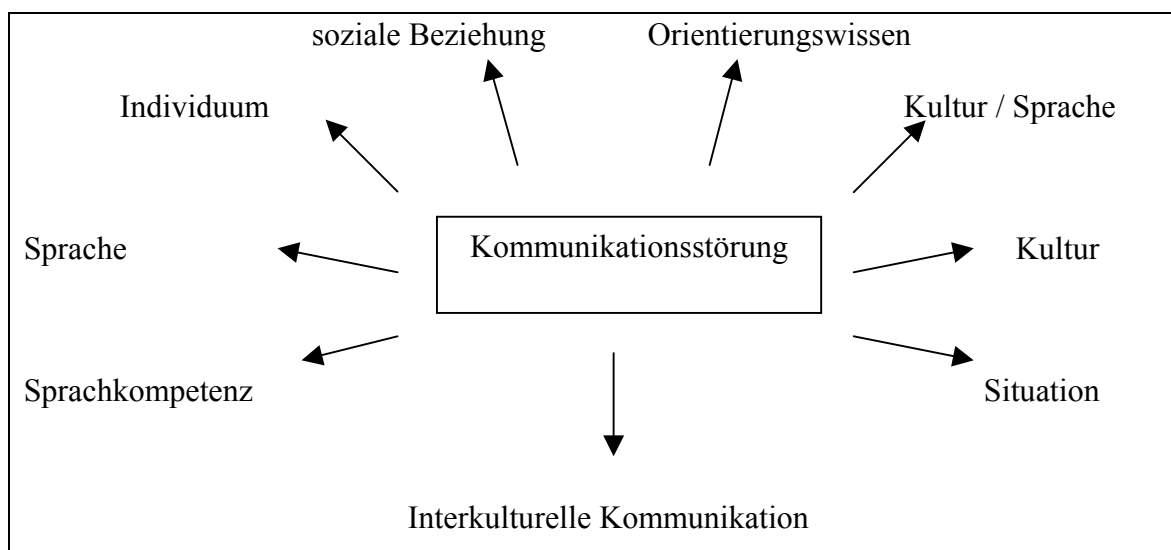 soziale Beziehung
Orientierungswissen
Individuum
Kultur / Sprache
Sprache
Kommunikationsstörung
Kultur
Sprachkompetenz
Situation
Interkulturelle Kommunikation